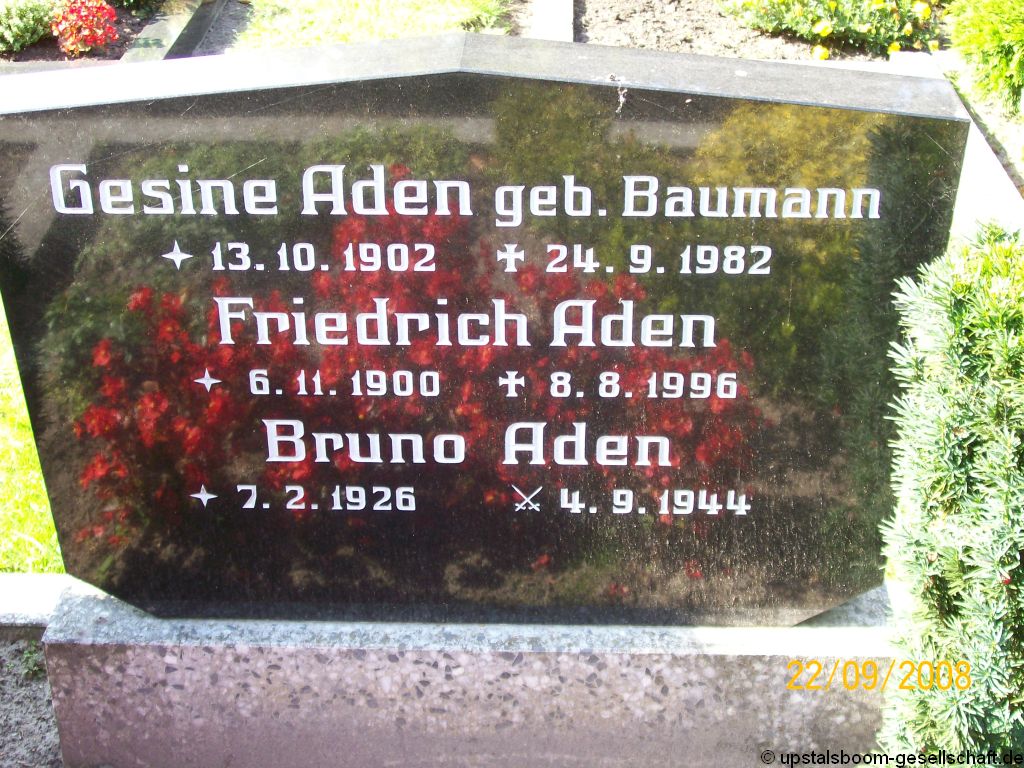 Gesine Aden geb. Baumann
✦ 13. 10. 1902 ✝ 24. 9. 1982
Friedrich Aden
✦ 6. 11. 1900 ✝ 8. 8. 1996
Bruno Aden
✦ 7. 2. 1926 ⚔ 4. 9. 1944
22/09/2008
© upstalsboom-gesellschaft.de